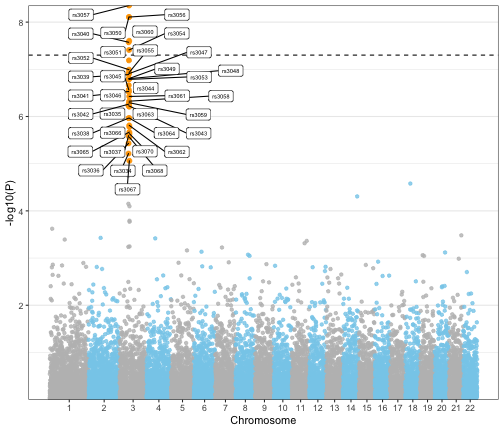 rs3057
rs3056
rs3040
rs3050
rs3060
rs3054
rs3051
rs3055
rs3047
rs3052
rs3049
rs3048
rs3039
rs3045
rs3053
rs3044
rs3041
rs3046
rs3061
rs3058
rs3042
rs3035
rs3063
rs3059
rs3038
rs3066
rs3064
rs3043
rs3065
rs3037
rs3070
rs3062
rs3036
rs3034
rs3068
rs3067
8
6
4
2
-log10(P)
1 2 3 4 5 6 7 8 9 10 11 12 13 14 15 16 18 19 20 21 22
Chromosome